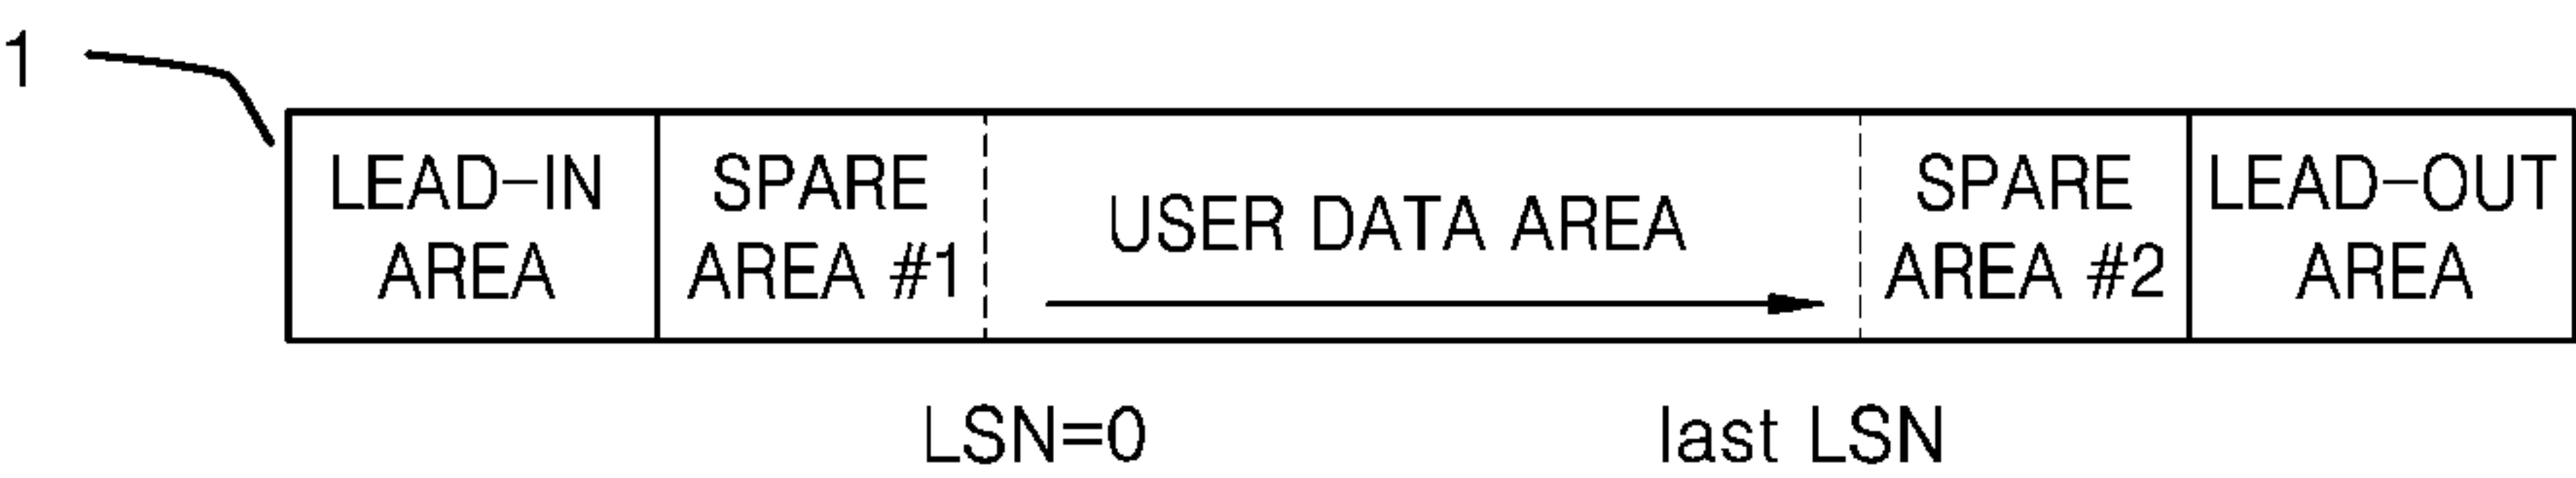 1
LEAD-IN
AREA
SPARE
AREA #1
USER DATA AREA
SPARE
AREA #2
LEAD-OUT
AREA
LSN=0
last LSN